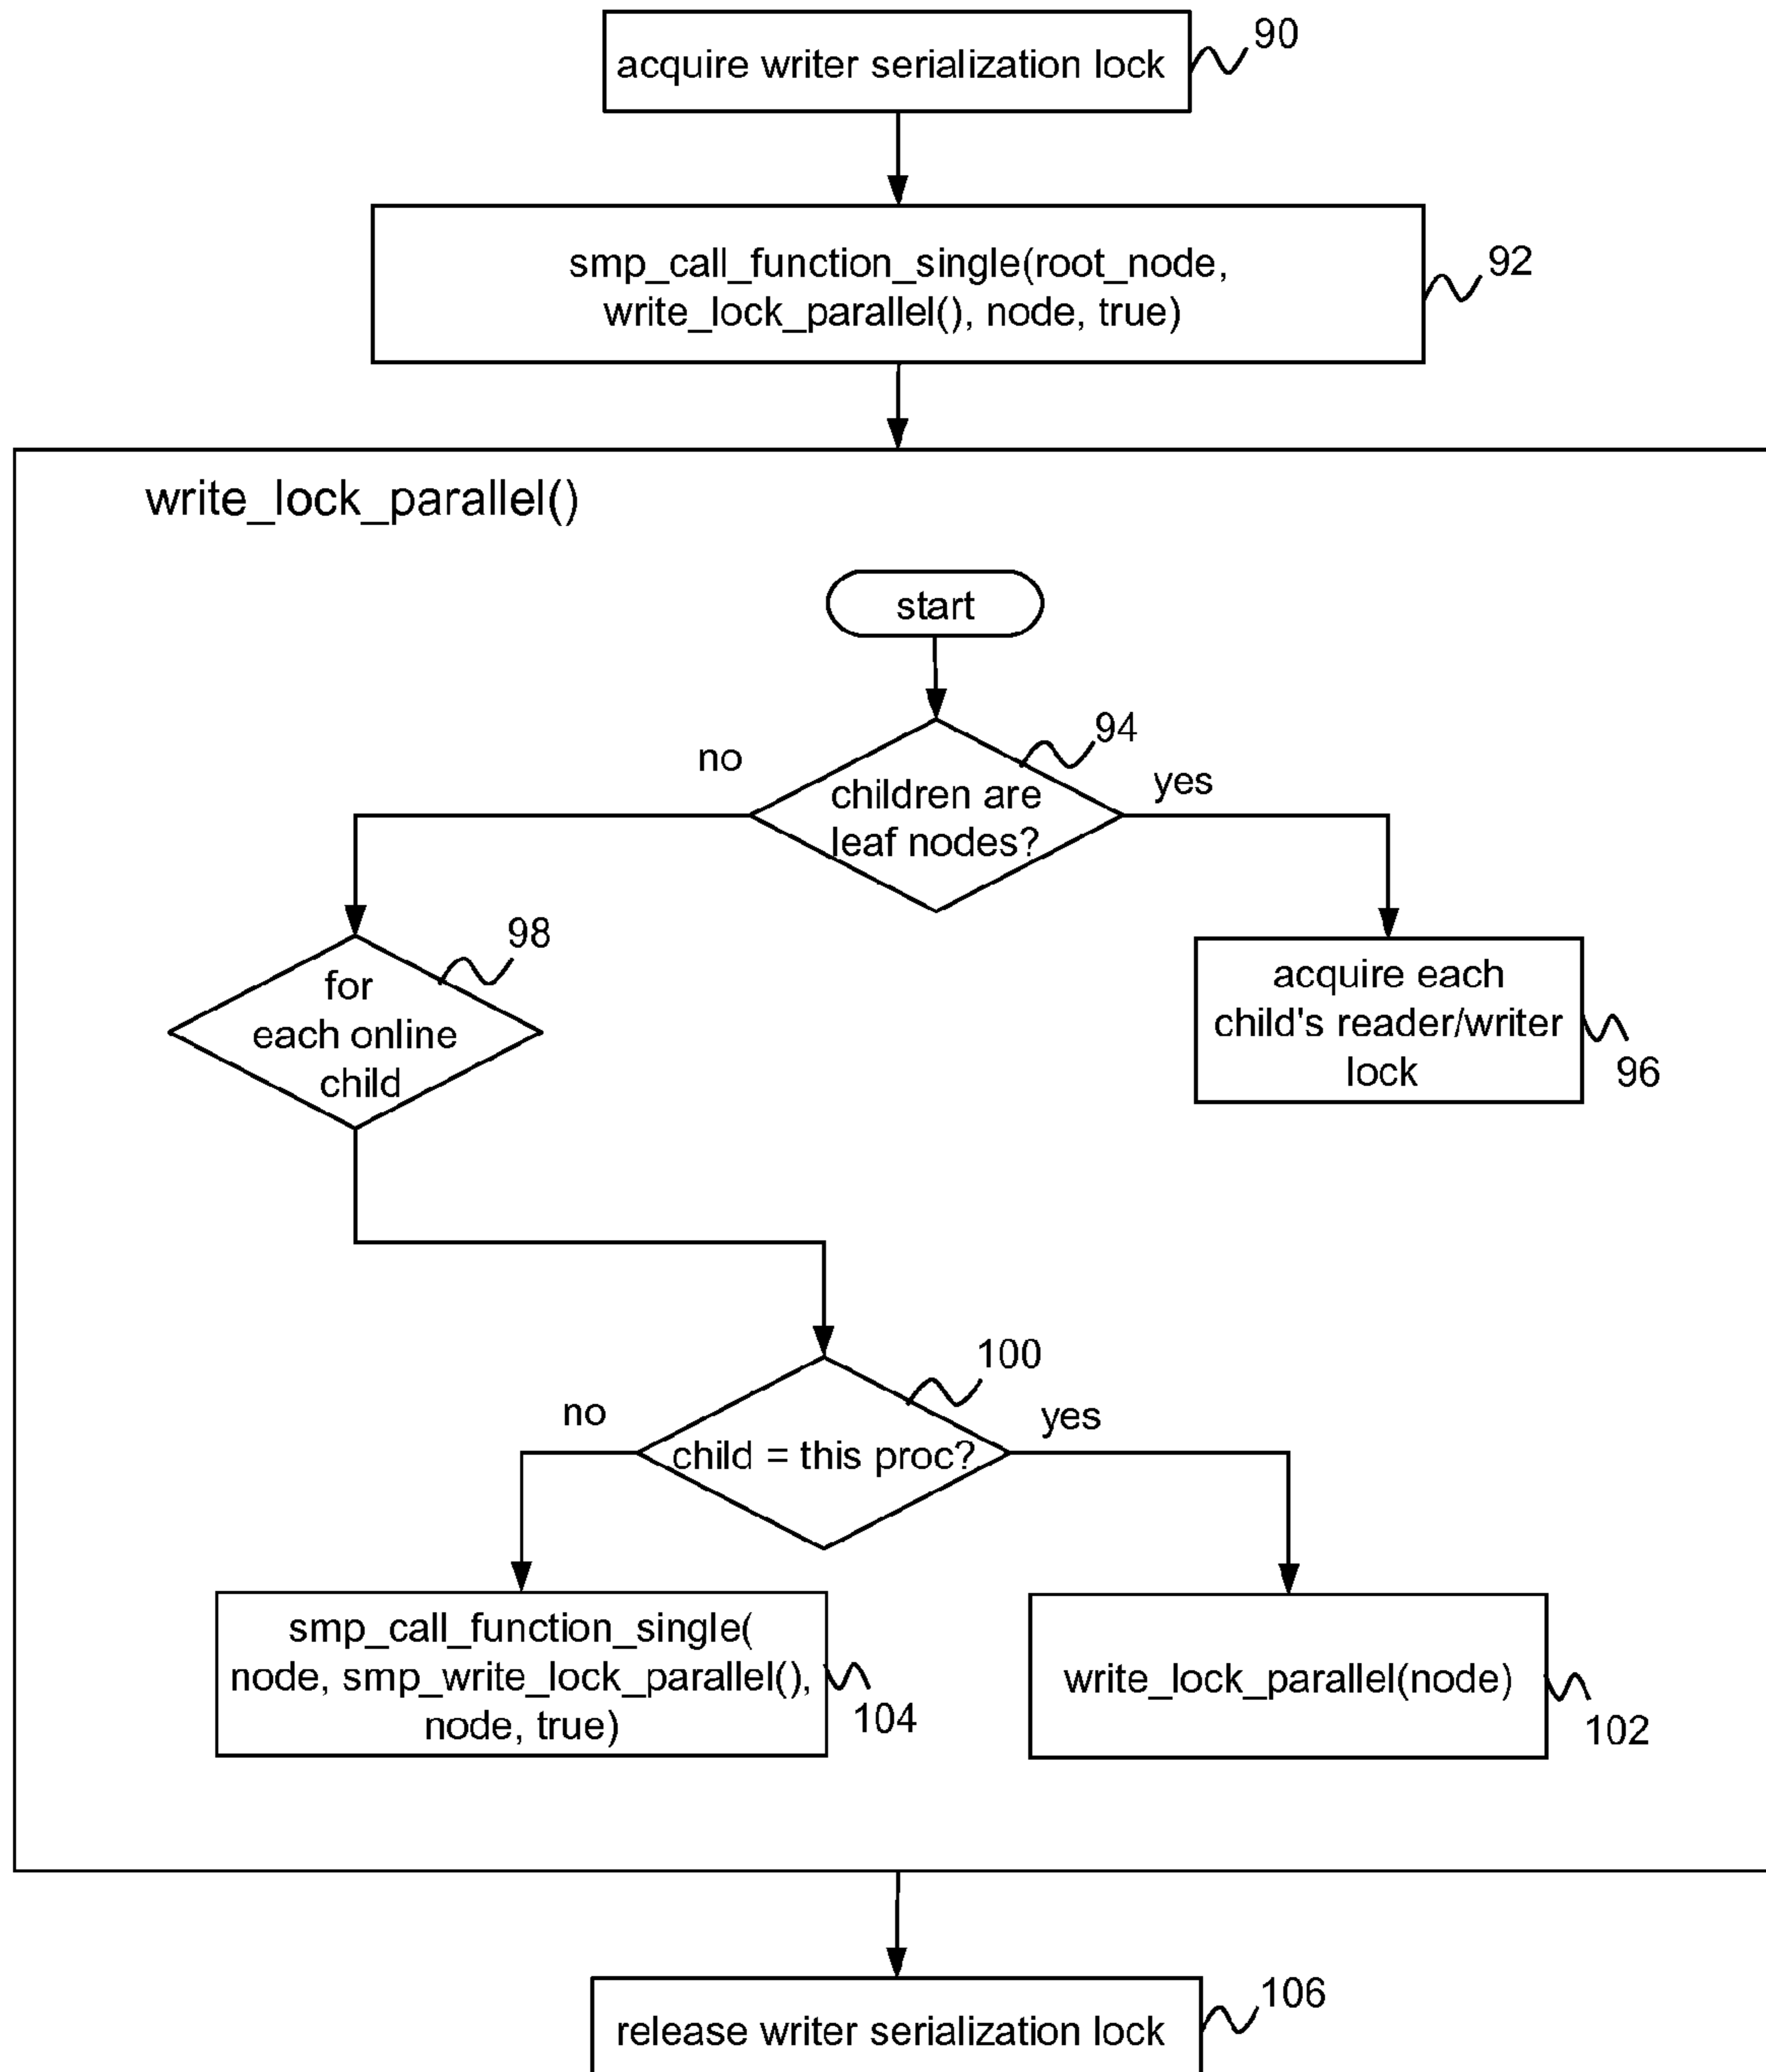 acquire writer serialization lock
90
smp_call_function_single(root_node,
write_lock_parallel(), node, true)
92
write_lock_parallel()
start
94
no
yes
children are
leaf nodes?
98
for
each online
child
acquire each
child's reader/writer
lock
96
100
no
yes
child = this proc?
smp_call_function_single(
node, smp_write_lock_parallel(),
node, true)
104
write_lock_parallel(node)
102
106
release writer serialization lock